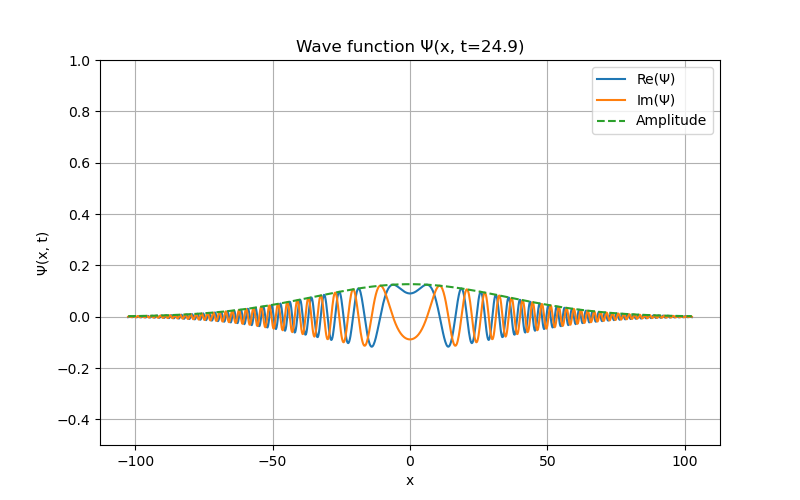 Wave function Ψ(x, t=24.9)
Re(Ψ)
Im(Ψ)
Amplitude
Ψ(x, t)
1.0
0.8
0.6
0.4
0.2
0.0
−0.2
−0.4
−100 −50 0 50 100
x